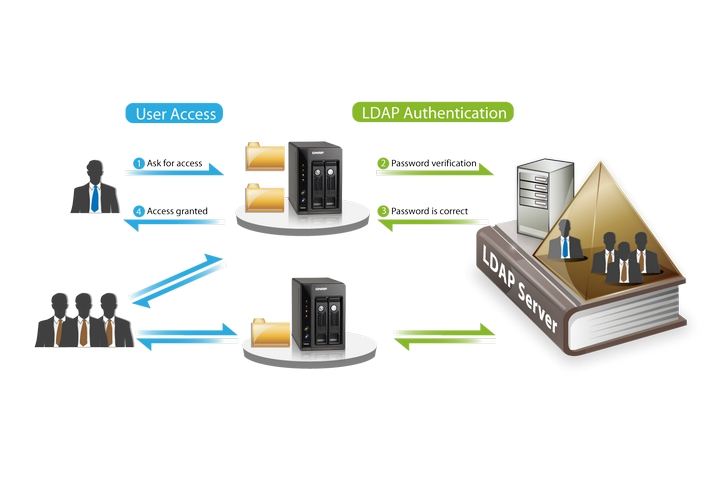 User Access
LDAP Authentication
1 Ask for access
2 Password verification
4 Access granted
3 Password is correct
LDAP Server